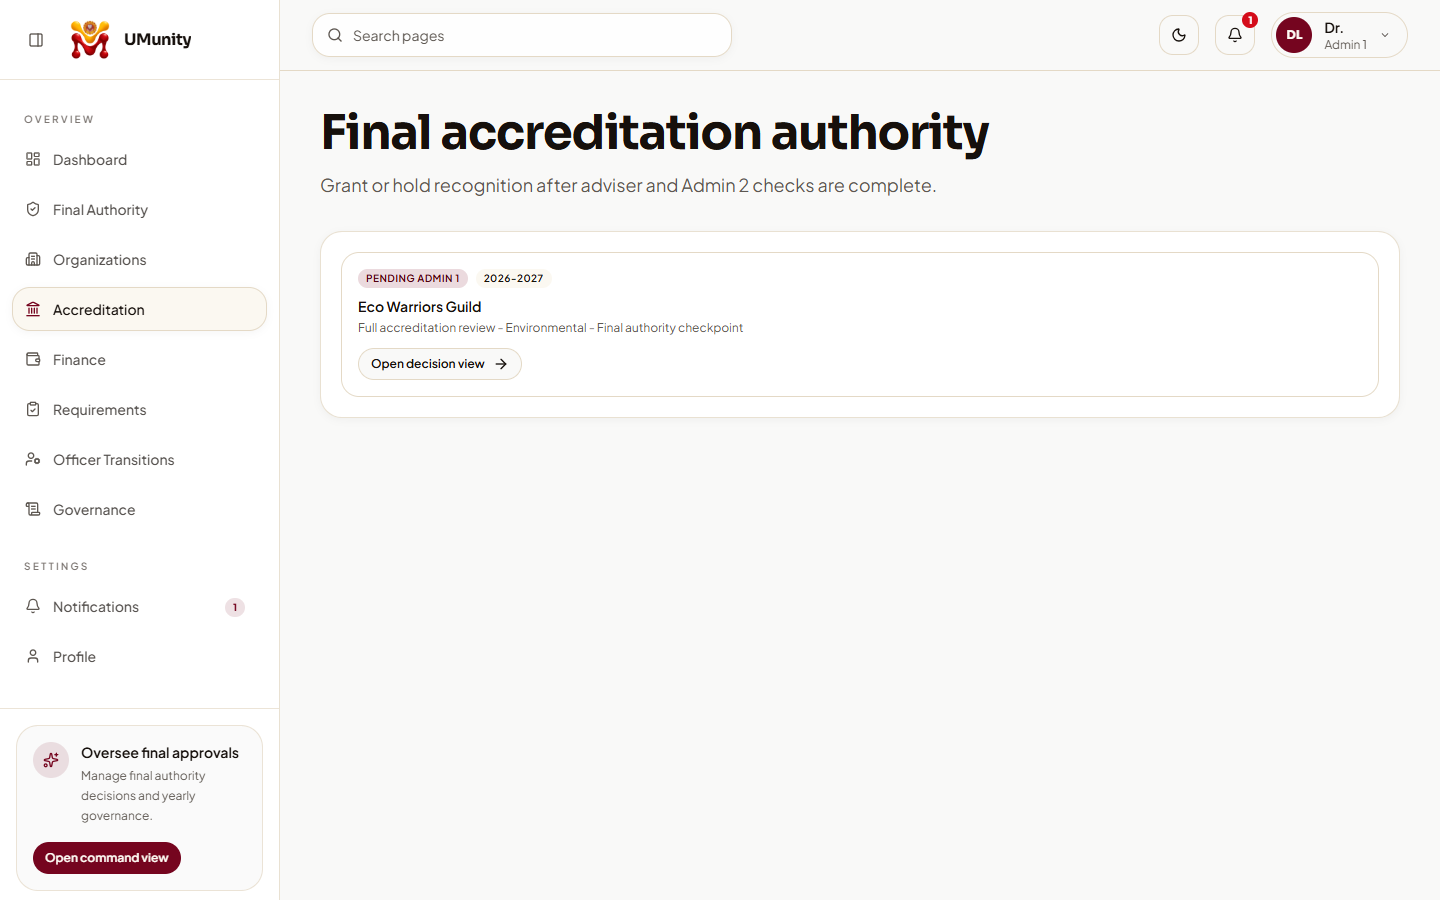 UMunity
Search pages
1
DL
Dr.
Admin 1
OVERVIEW
Dashboard
Final Authority
Organizations
Accreditation
Finance
Requirements
Officer Transitions
Governance
SETTINGS
Notifications
1
Profile
Oversee final approvals
Manage final authority
decisions and yearly
governance.
Open command view
Final accreditation authority
Grant or hold recognition after adviser and Admin 2 checks are complete.
PENDING ADMIN 1
2026-2027
Eco Warriors Guild
Full accreditation review - Environmental - Final authority checkpoint
Open decision view